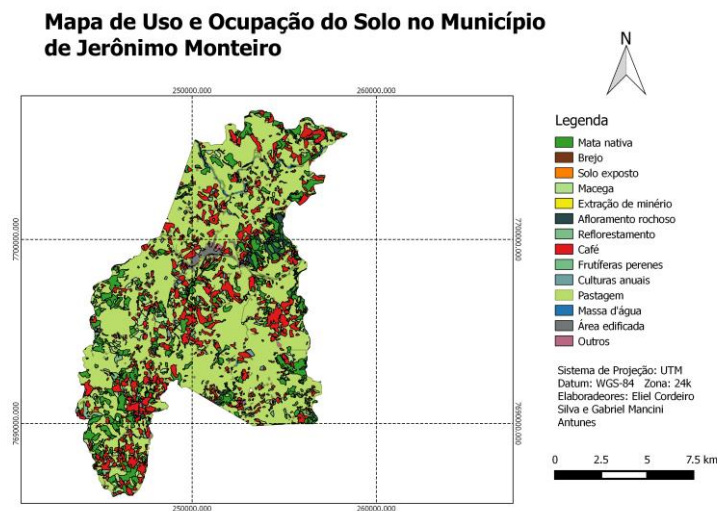 Mapa de Uso e Ocupação do Solo no Município
de Jerônimo Monteiro
N
250000.000
260000.000
7700000.000
7700000.000
7690000.000
7690000.000
250000.000
260000.000
Legenda
Mata nativa
Brejo
Solo exposto
Macega
Extração de minério
Afloramento rochoso
Reflorestamento
Café
Frutíferas perenes
Culturas anuais
Pastagem
Massa d'água
Área edificada
Outros
Sistema de Projeção: UTM
Datum: WGS-84 Zona: 24k
Elaboradeores: Eliel Cordeiro
Silva e Gabriel Mancini
Antunes
0 2.5 5 7.5 km